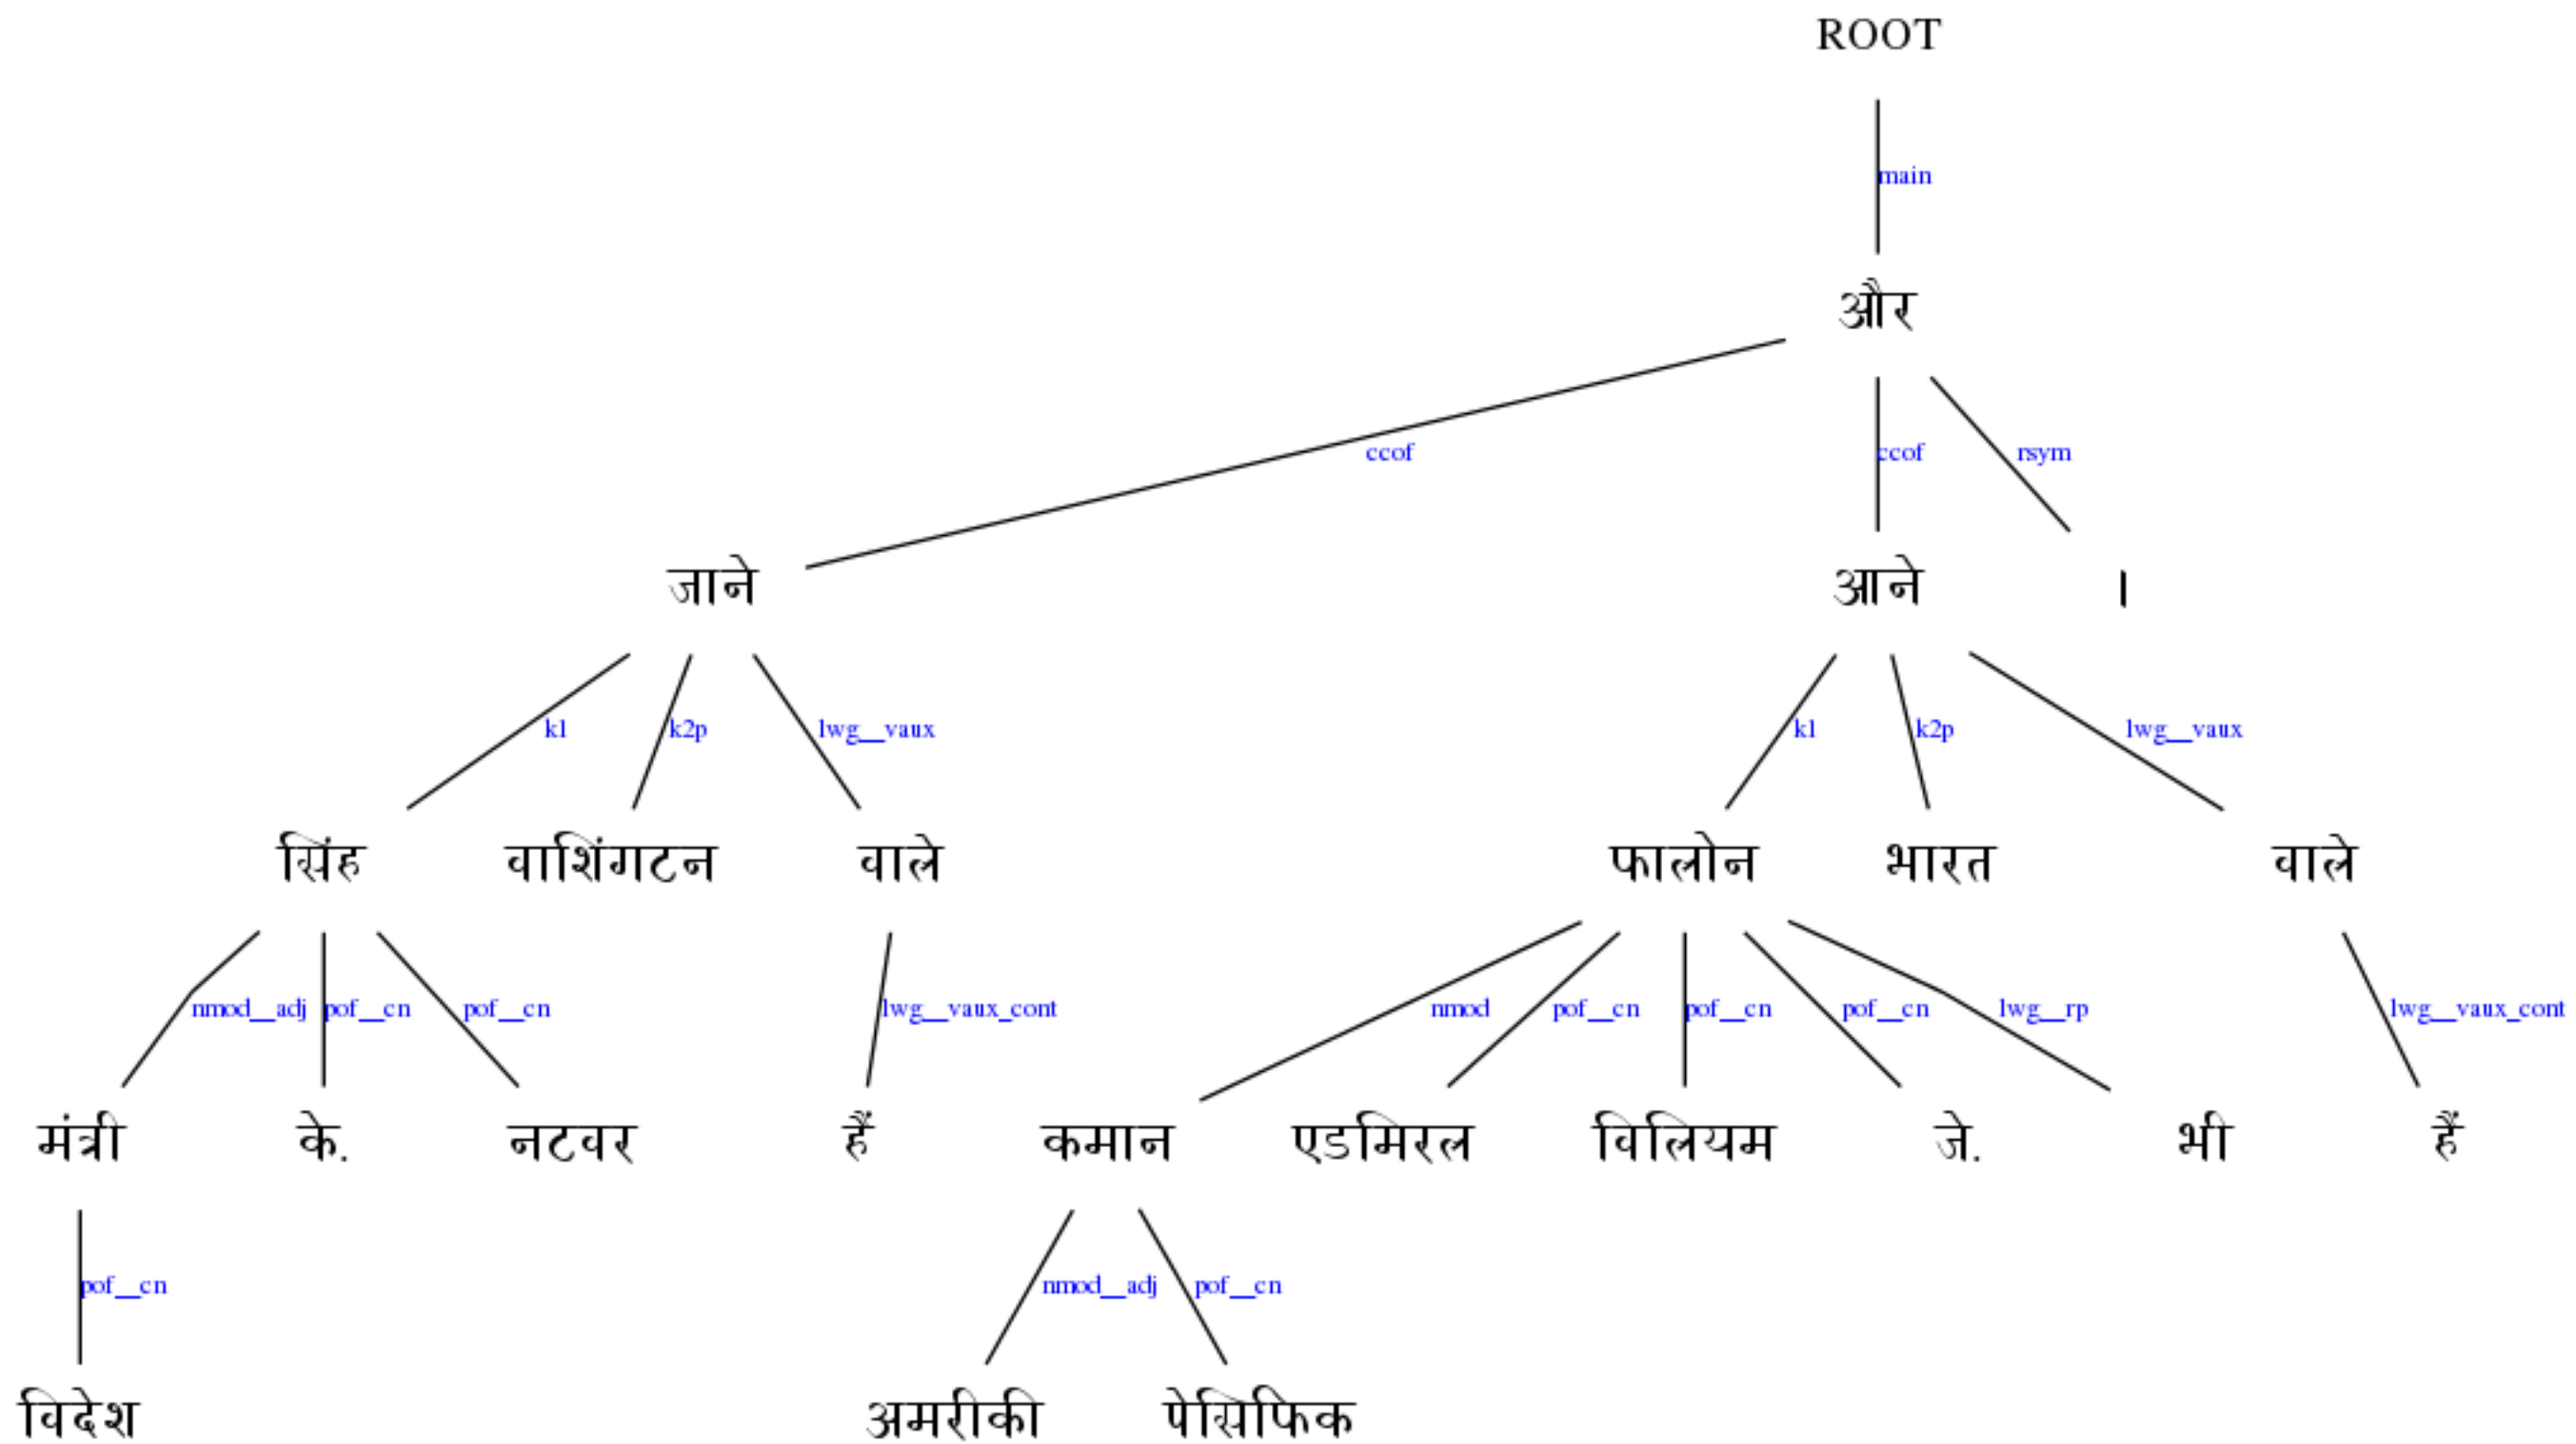 ROOT
main
और
ccof ccof rsym
जाने आने ।
k1 k2p lwg__vaux k1 k2p lwg__vaux
सिंह वाशिंगटन वाले फालोन भारत वाले
nmod__adj pof__cn pof__cn lwg__vaux_cont nmod pof__cn pof__cn pof__cn lwg__rp lwg__vaux_cont
मंत्री के. नटवर हैं कमान एडमिरल विलियम जे. भी हैं
pof__cn nmod__adj pof__cn
विदेश अमरीकी पेसिफिक